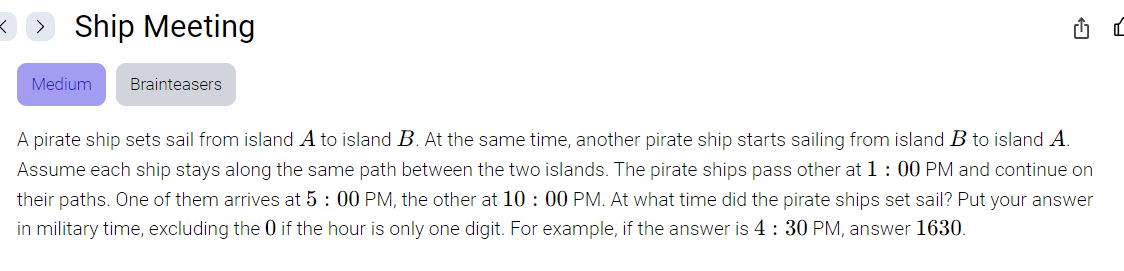 Ship Meeting
Medium Brainteasers
A pirate ship sets sail from island A to island B. At the same time, another pirate ship starts sailing from island B to island A.
Assume each ship stays along the same path between the two islands. The pirate ships pass other at 1 : 00 PM and continue on
their paths. One of them arrives at 5 : 00 PM, the other at 10 : 00 PM. At what time did the pirate ships set sail? Put your answer
in military time, excluding the 0 if the hour is only one digit. For example, if the answer is 4 : 30 PM, answer 1630.